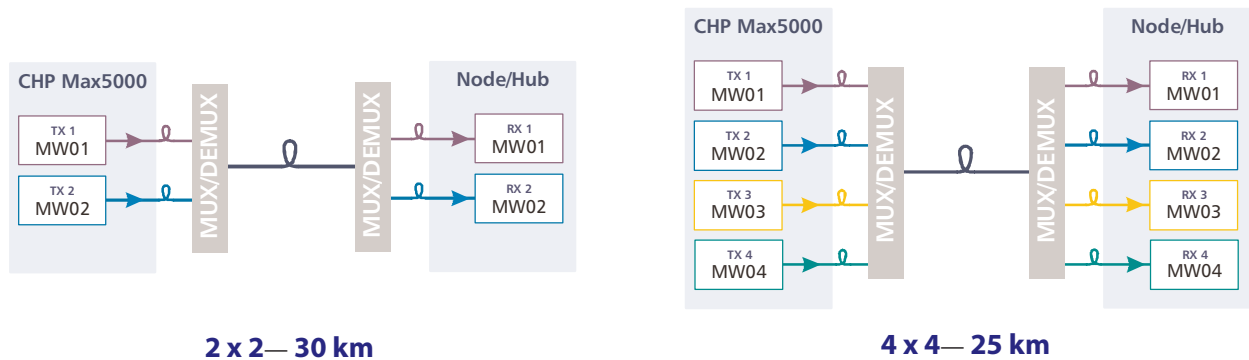 CHP Max5000
Node/Hub
TX 1
MW01
TX 2
MW02
MUX/DEMUX
MUX/DEMUX
RX 1
MW01
RX 2
MW02
2 x 2— 30 km
CHP Max5000
Node/Hub
TX 1
MW01
TX 2
MW02
TX 3
MW03
TX 4
MW04
MUX/DEMUX
MUX/DEMUX
RX 1
MW01
RX 2
MW02
RX 3
MW03
RX 4
MW04
4 x 4— 25 km